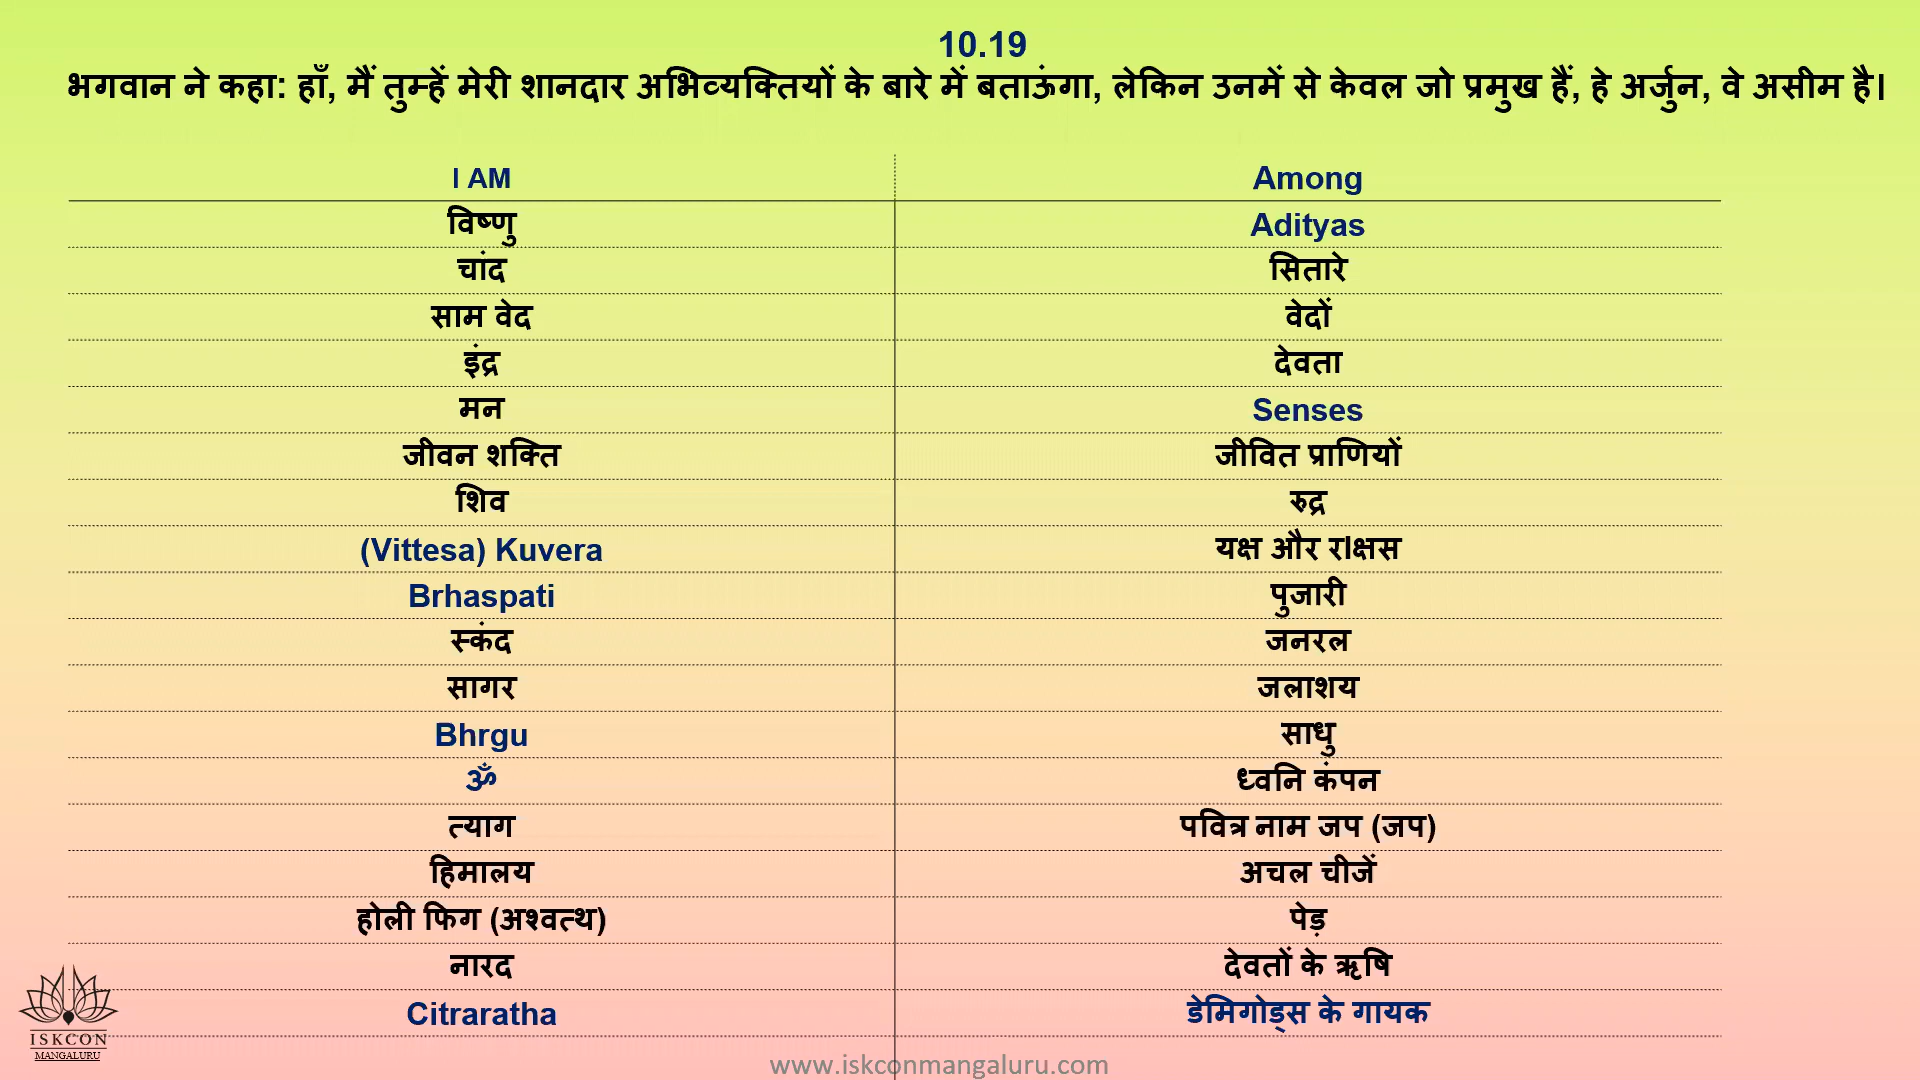 10.19
भगवान ने कहा: हाँ, मैं तुम्हें मेरी शानदार अभिव्यक्तियों के बारे में बताऊंगा, लेकिन उनमें से केवल जो प्रमुख हैं, हे अर्जुन, वे असीम है।
I AM Among
विष्णु Adityas
चांद सितारे
साम वेद वेदों
इंद्र देवता
मन Senses
जीवन शक्ति जीवित प्राणियों
शिव रुद्र
(Vittesa) Kuvera यक्ष और राक्षस
Brhaspati पुजारी
स्कंद जनरल
सागर जलाशय
Bhrgu साधु
ॐ ध्वनि कंपन
त्याग पवित्र नाम जप (जप)
हिमालय अचल चीजें
होली फिग (अश्वत्थ) पेड़
नारद देवतों के ऋषि
Citraratha डेमिगोड्स के गायक
ISKCON
MANGALURU
www.iskconmangaluru.com